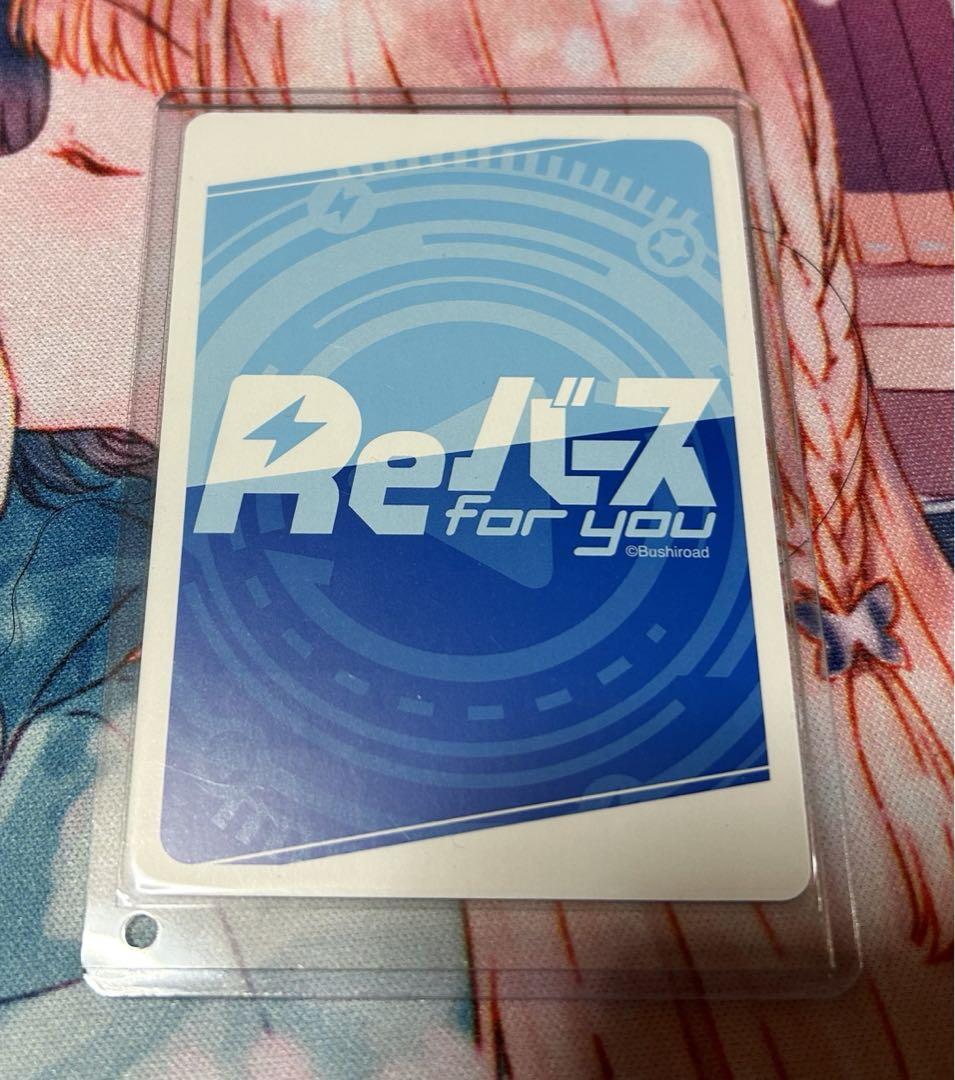 Reバース
for you
©Bushiroad